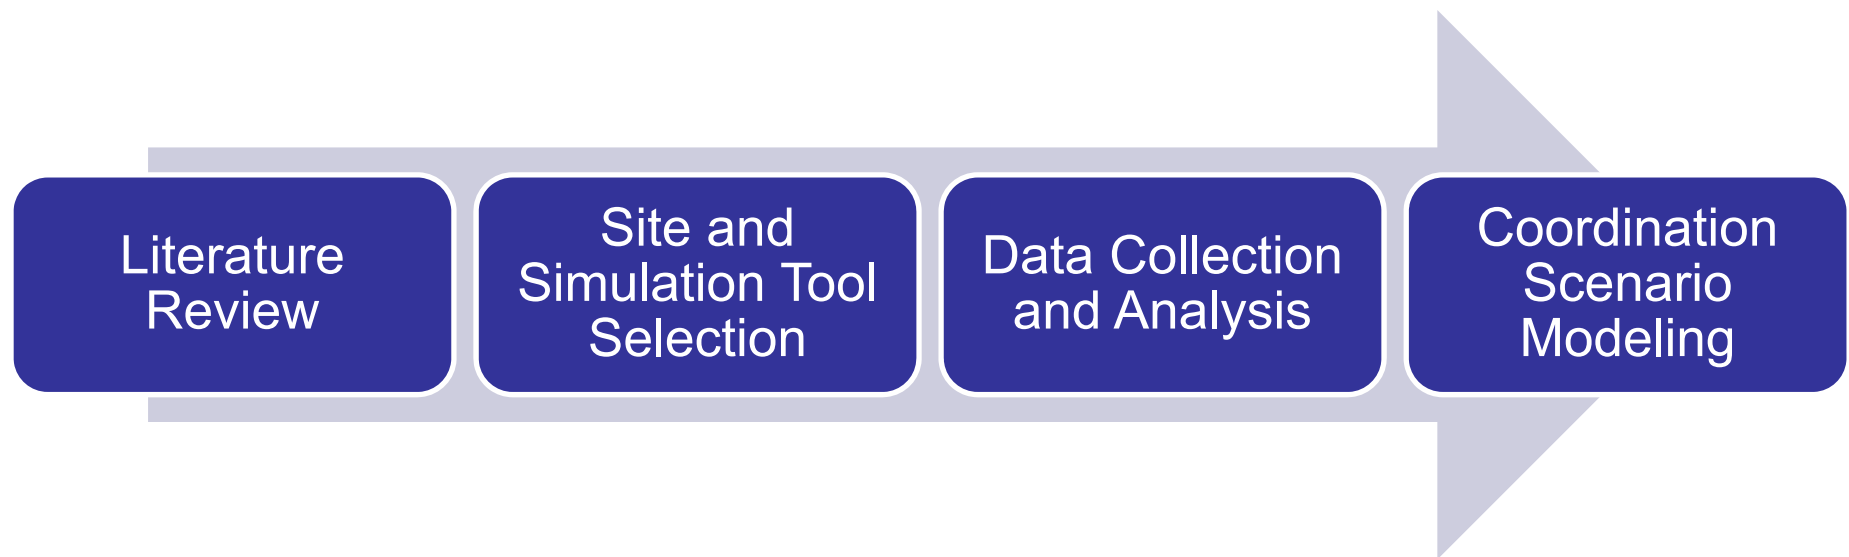 Literature
Review
Site and
Simulation Tool
Selection
Data Collection
and Analysis
Coordination
Scenario
Modeling